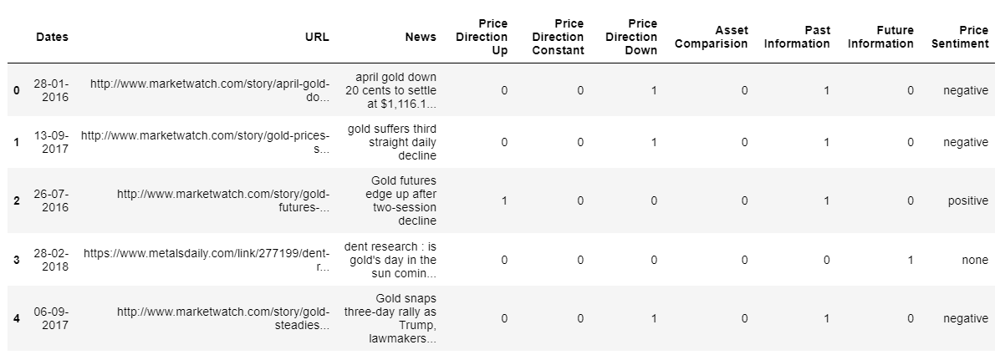 Dates URL News Price Direction Up Price Direction Constant Price Direction Down Asset Comparision Past Information Future Information Price Sentiment
0 28-01-2016 http://www.marketwatch.com/story/april-gold-do... april gold down 20 cents to settle at $1,116.1... 0 0 1 0 1 0 negative
1 13-09-2017 http://www.marketwatch.com/story/gold-prices-s... gold suffers third straight daily decline 0 0 1 0 1 0 negative
2 26-07-2016 http://www.marketwatch.com/story/gold-futures-... Gold futures edge up after two-session decline 1 0 0 0 1 0 positive
3 28-02-2018 https://www.metalsdaily.com/link/277199/dent-r... dent research : is gold's day in the sun comin... 0 0 0 0 0 1 none
4 06-09-2017 http://www.marketwatch.com/story/gold-steadies... Gold snaps three-day rally as Trump, lawmakers... 0 0 1 0 1 0 negative